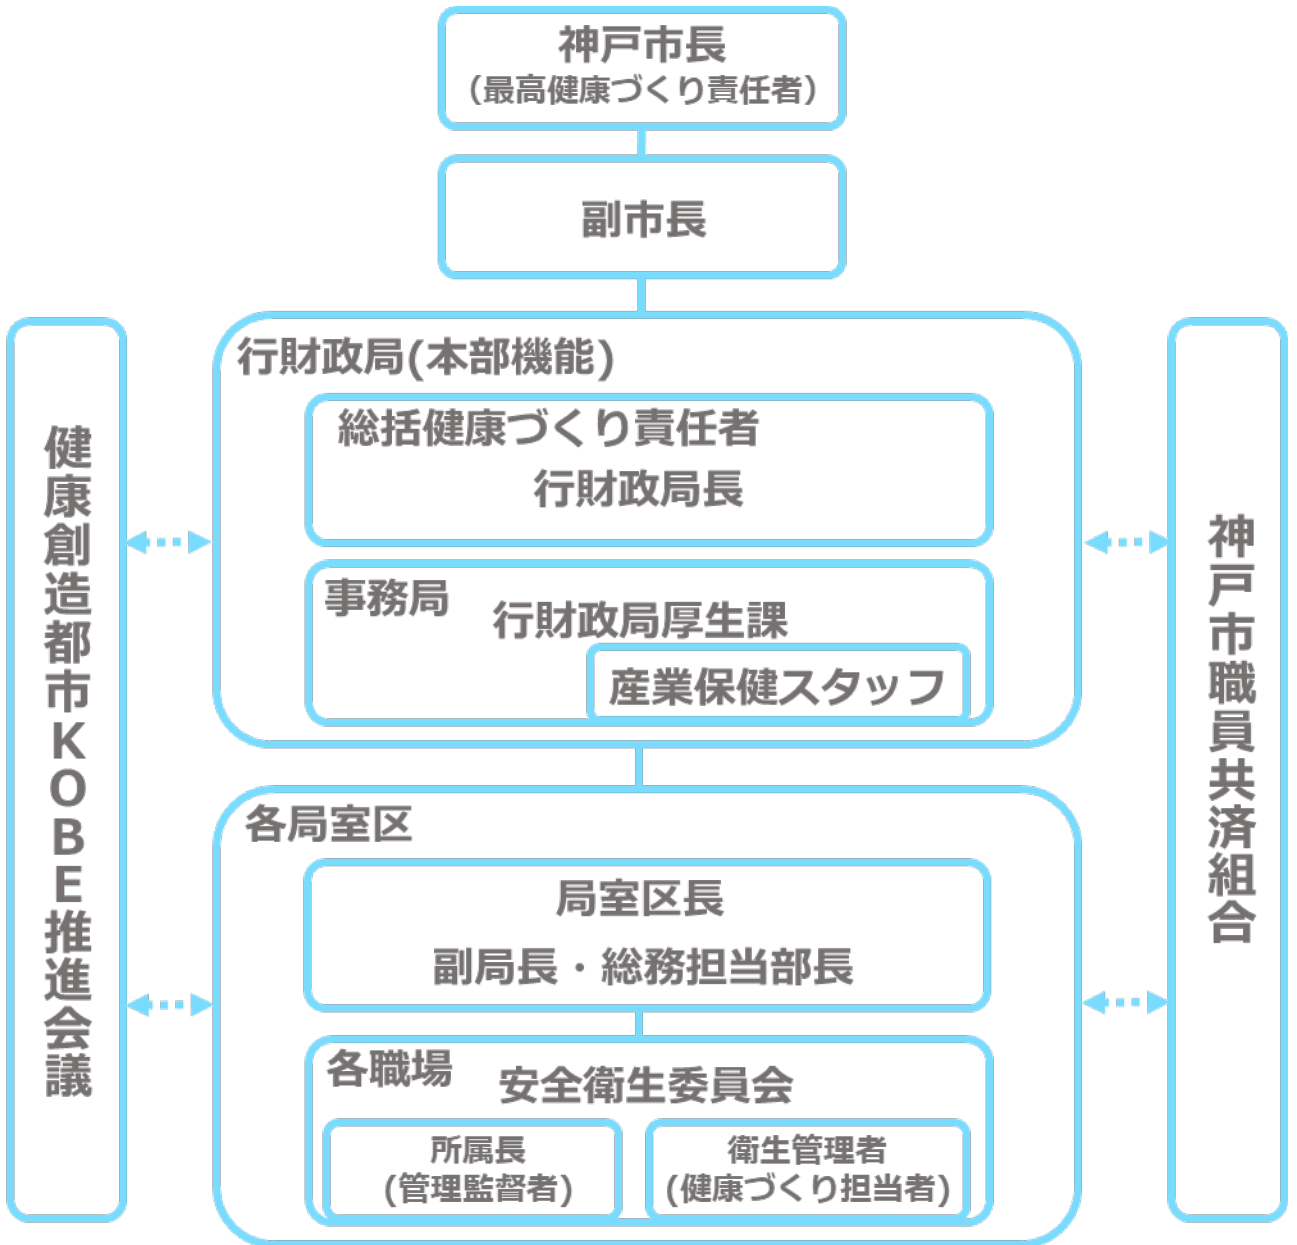 神戸市長
（最高健康づくり責任者）
副市長
健康創造都市KOBE推進会議
行財政局(本部機能)
総括健康づくり責任者
行財政局長
事務局
行財政局厚生課
産業保健スタッフ
各局室区
局室区長
副局長・総務担当部長
各職場
安全衛生委員会
所属長
(管理監督者)
衛生管理者
(健康づくり担当者)
神戸市職員共済組合